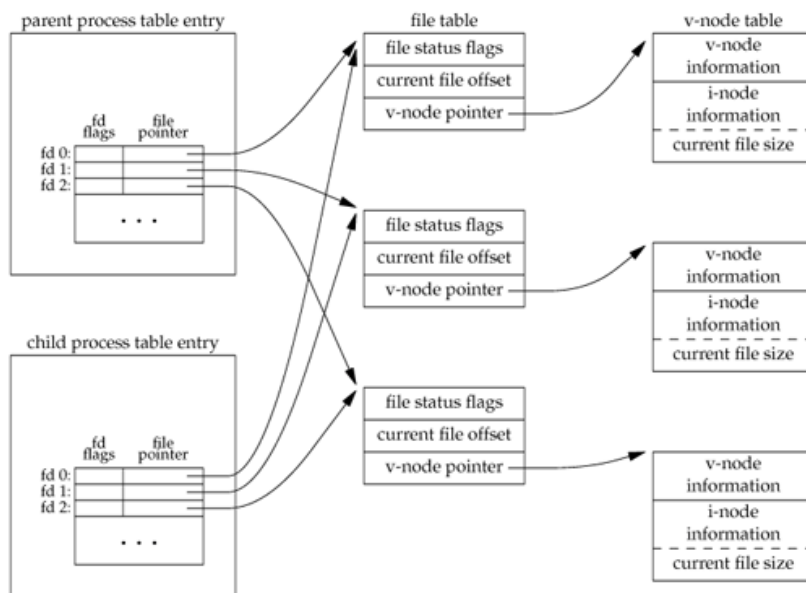 parent process table entry
fd flags
file pointer
fd 0:
fd 1:
fd 2:
. . .
child process table entry
fd flags
file pointer
fd 0:
fd 1:
fd 2:
. . .
file table
file status flags
current file offset
v-node pointer
file status flags
current file offset
v-node pointer
file status flags
current file offset
v-node pointer
v-node table
v-node
information
i-node
information
current file size
v-node
information
i-node
information
current file size
v-node
information
i-node
information
current file size